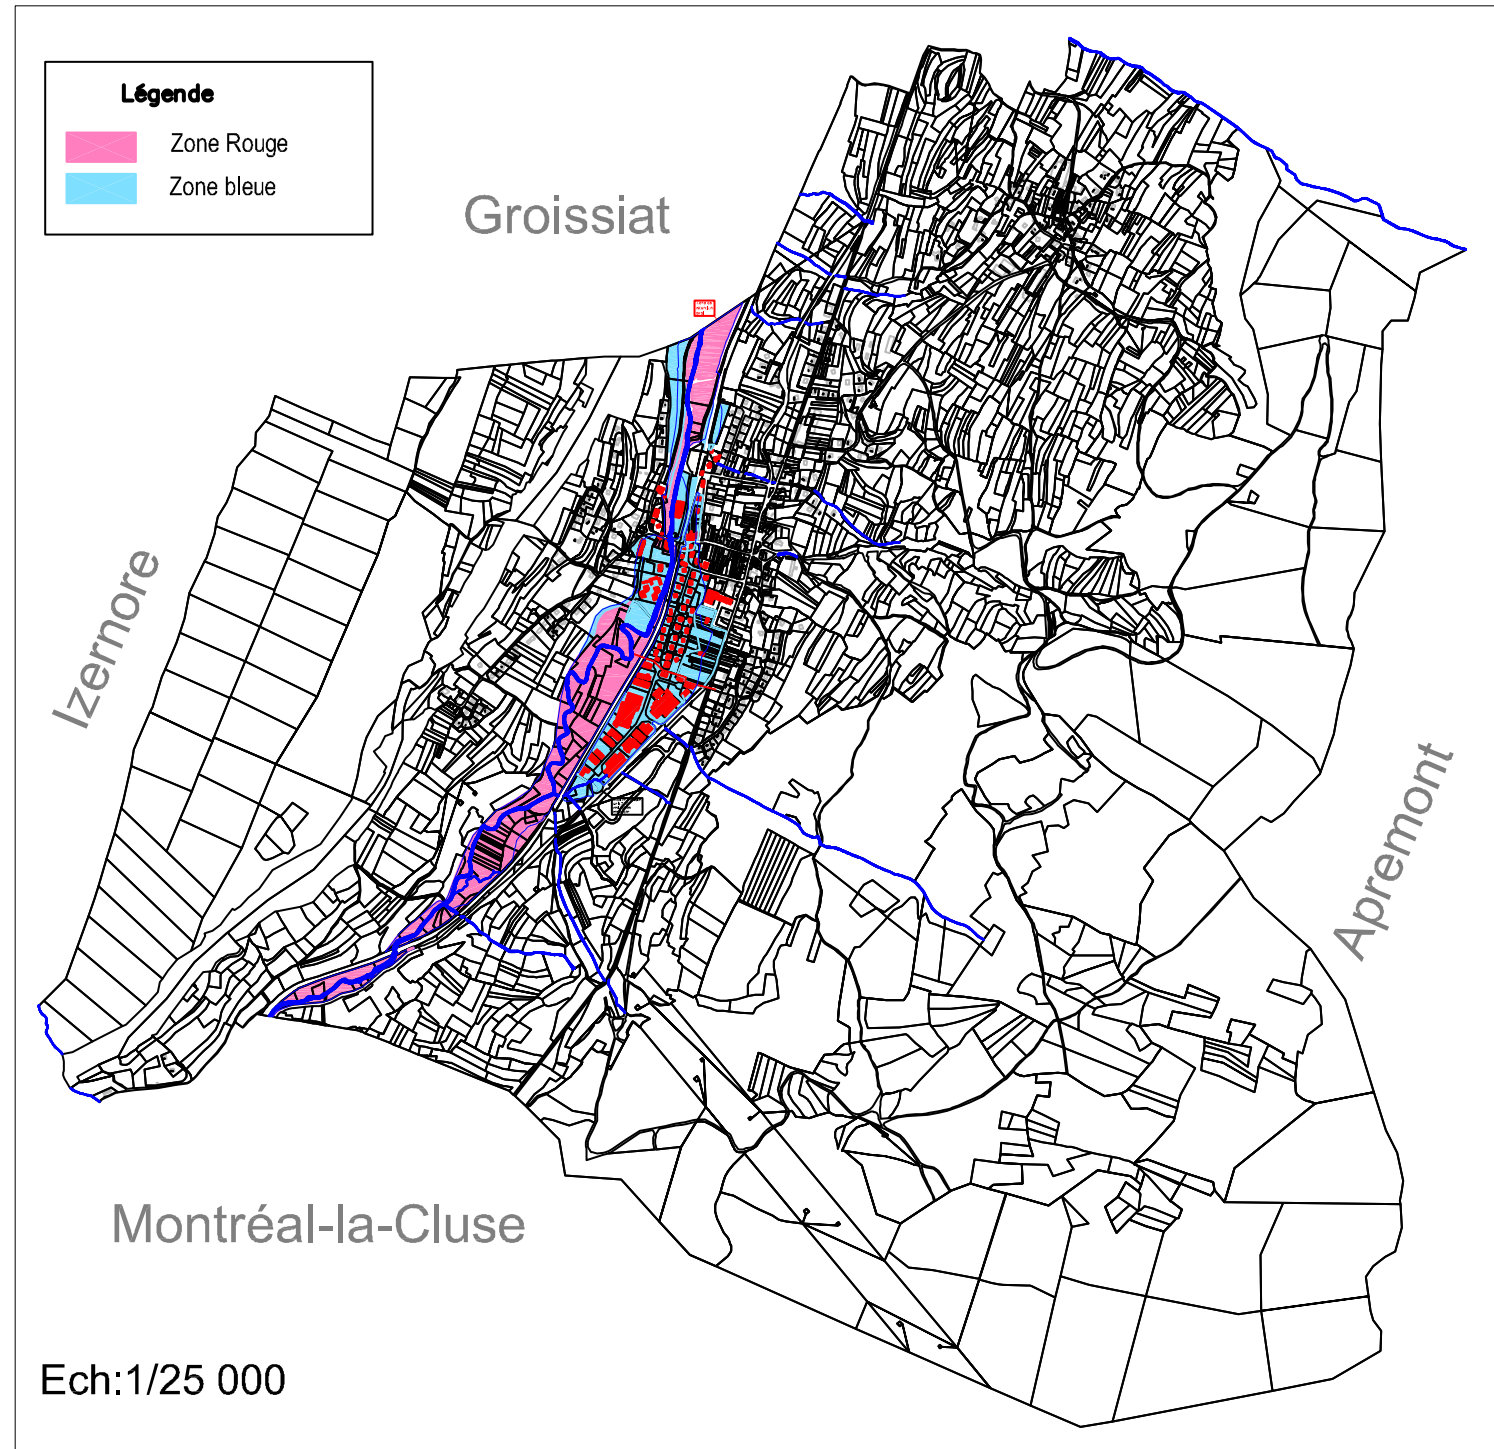 Légende
Zone Rouge
Zone bleue
Groissiat
Izernore
Apremont
Montréal-la-Cluse
Ech:1/25 000